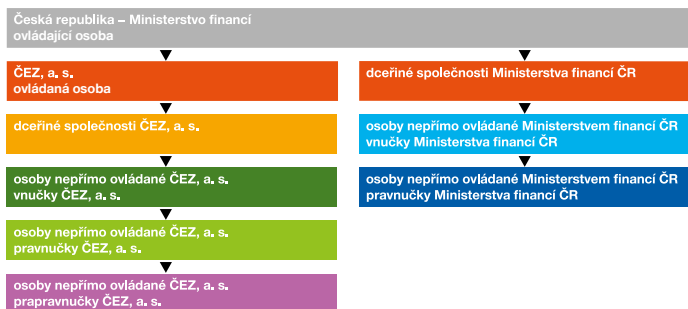 Česká republika – Ministerstvo financí
ovládající osoba
ČEZ, a. s.
ovládaná osoba
dceřiné společnosti ČEZ, a. s.
osoby nepřímo ovládané ČEZ, a. s.
vnučky ČEZ, a. s.
osoby nepřímo ovládané ČEZ, a. s.
pravnučky ČEZ, a. s.
osoby nepřímo ovládané ČEZ, a. s.
prapravnučky ČEZ, a. s.
dceřiné společnosti Ministerstva financí ČR
osoby nepřímo ovládané Ministerstvem financí ČR
vnučky Ministerstva financí ČR
osoby nepřímo ovládané Ministerstvem financí ČR
pravnučky Ministerstva financí ČR